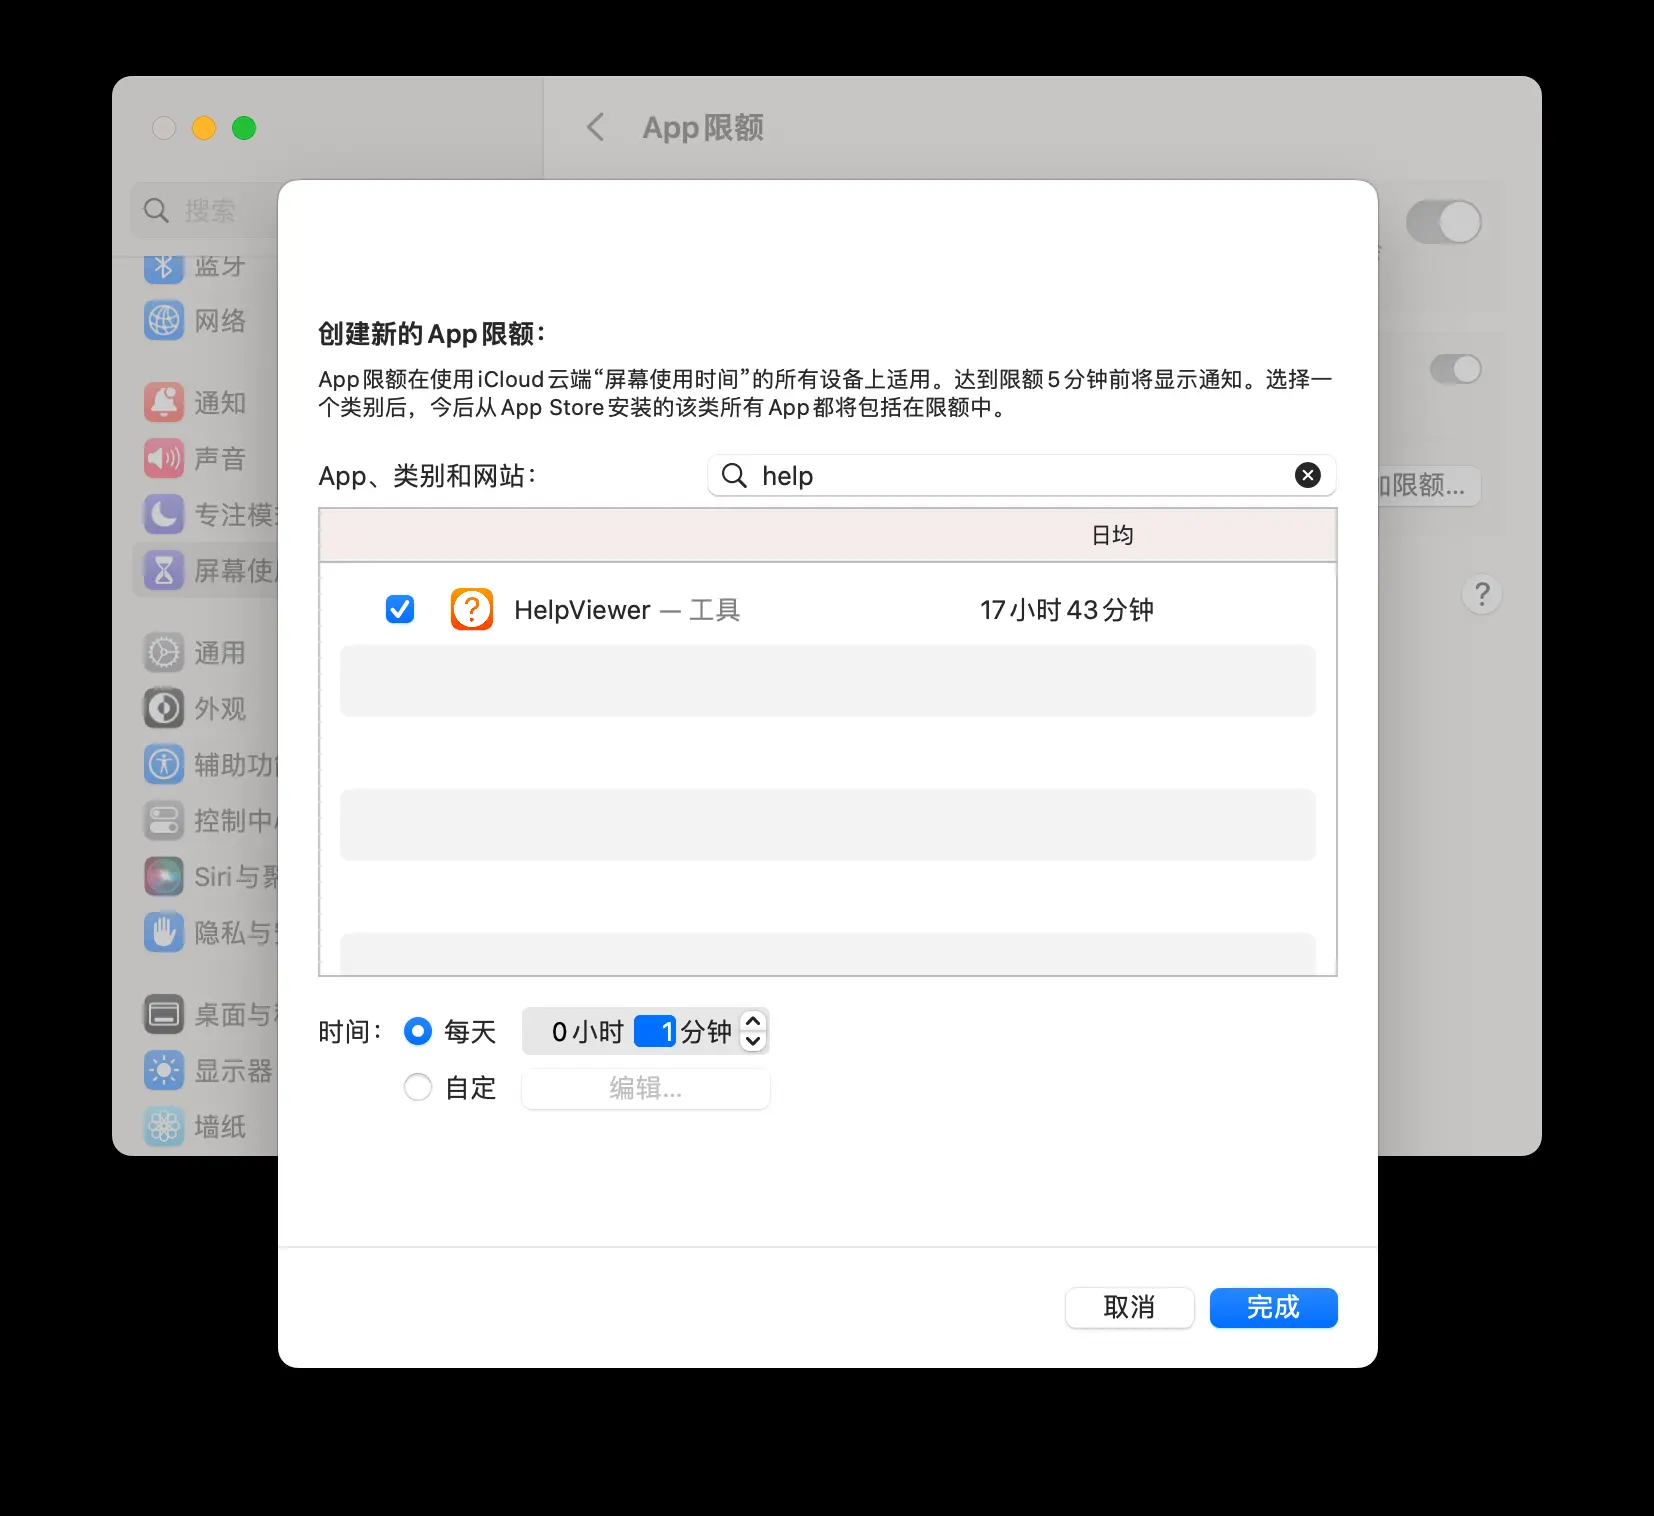 App限额
搜索
蓝牙
网络
通知
声音
专注模
屏幕使
通用
外观
辅助功
控制中
Siri与聚
隐私与
桌面与
显示器
墙纸
限额...
?
创建新的App限额：
App限额在使用iCloud云端“屏幕使用时间”的所有设备上适用。达到限额5分钟前将显示通知。选择一
个类别后，今后从App Store安装的该类所有App都将包括在限额中。
App、类别和网站： help
日均
HelpViewer — 工具 17小时43分钟
时间： 每天 0小时 1分钟
自定 编辑...
取消 完成